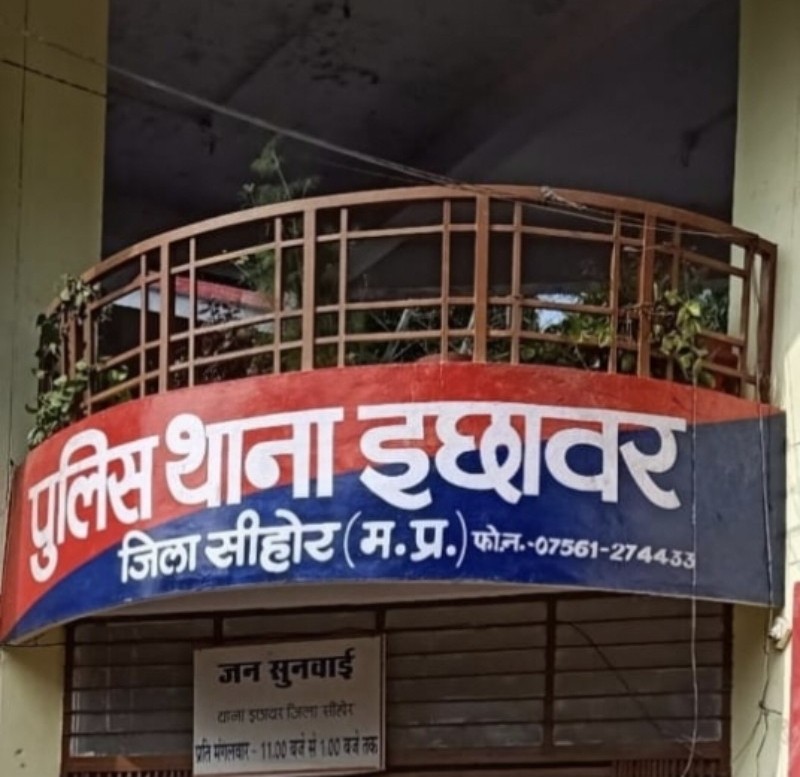 पुलिस थाना इछावर
जिला सीहोर (म.प्र.) फो.न.-07561-274433
जन सुनवाई
थाना इछावर जिला सीहोर
प्रति मंगलवार - 11.00 बजे से 1.00 बजे तक